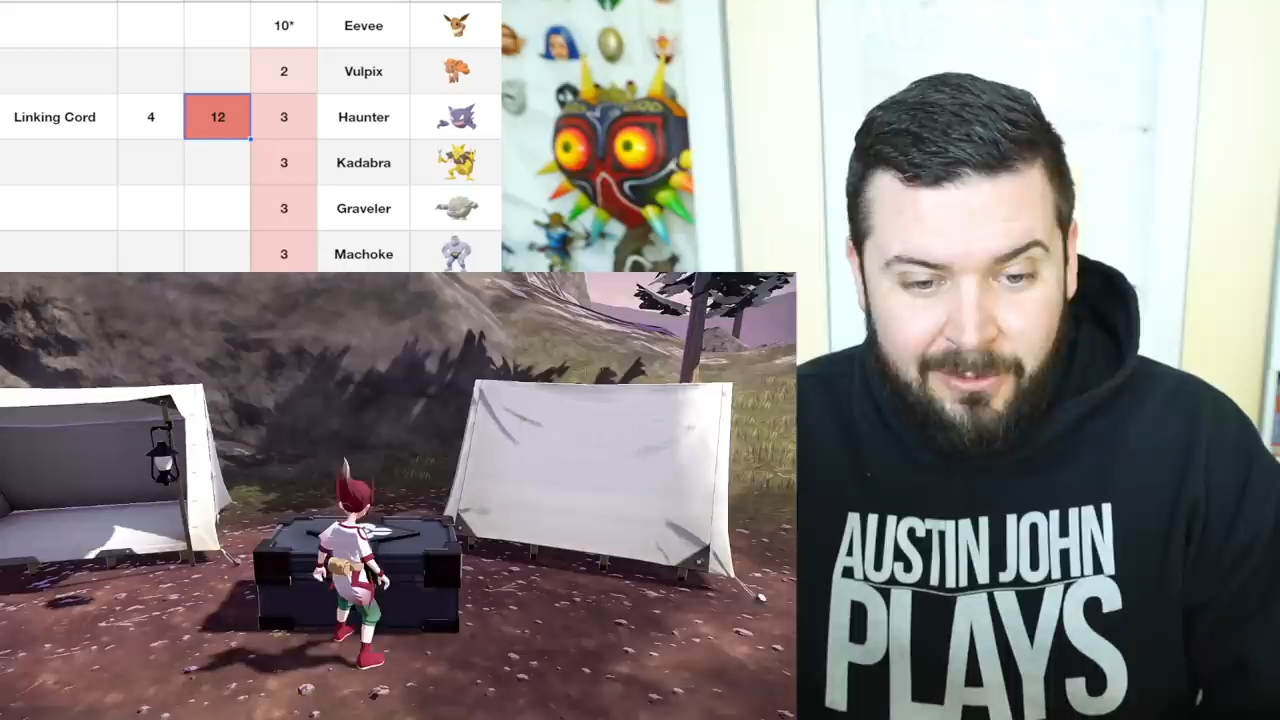 10* Eevee
2 Vulpix
Linking Cord 4 12 3 Haunter
3 Kadabra
3 Graveler
3 Machoke
AUSTIN JOHN
PLAYS